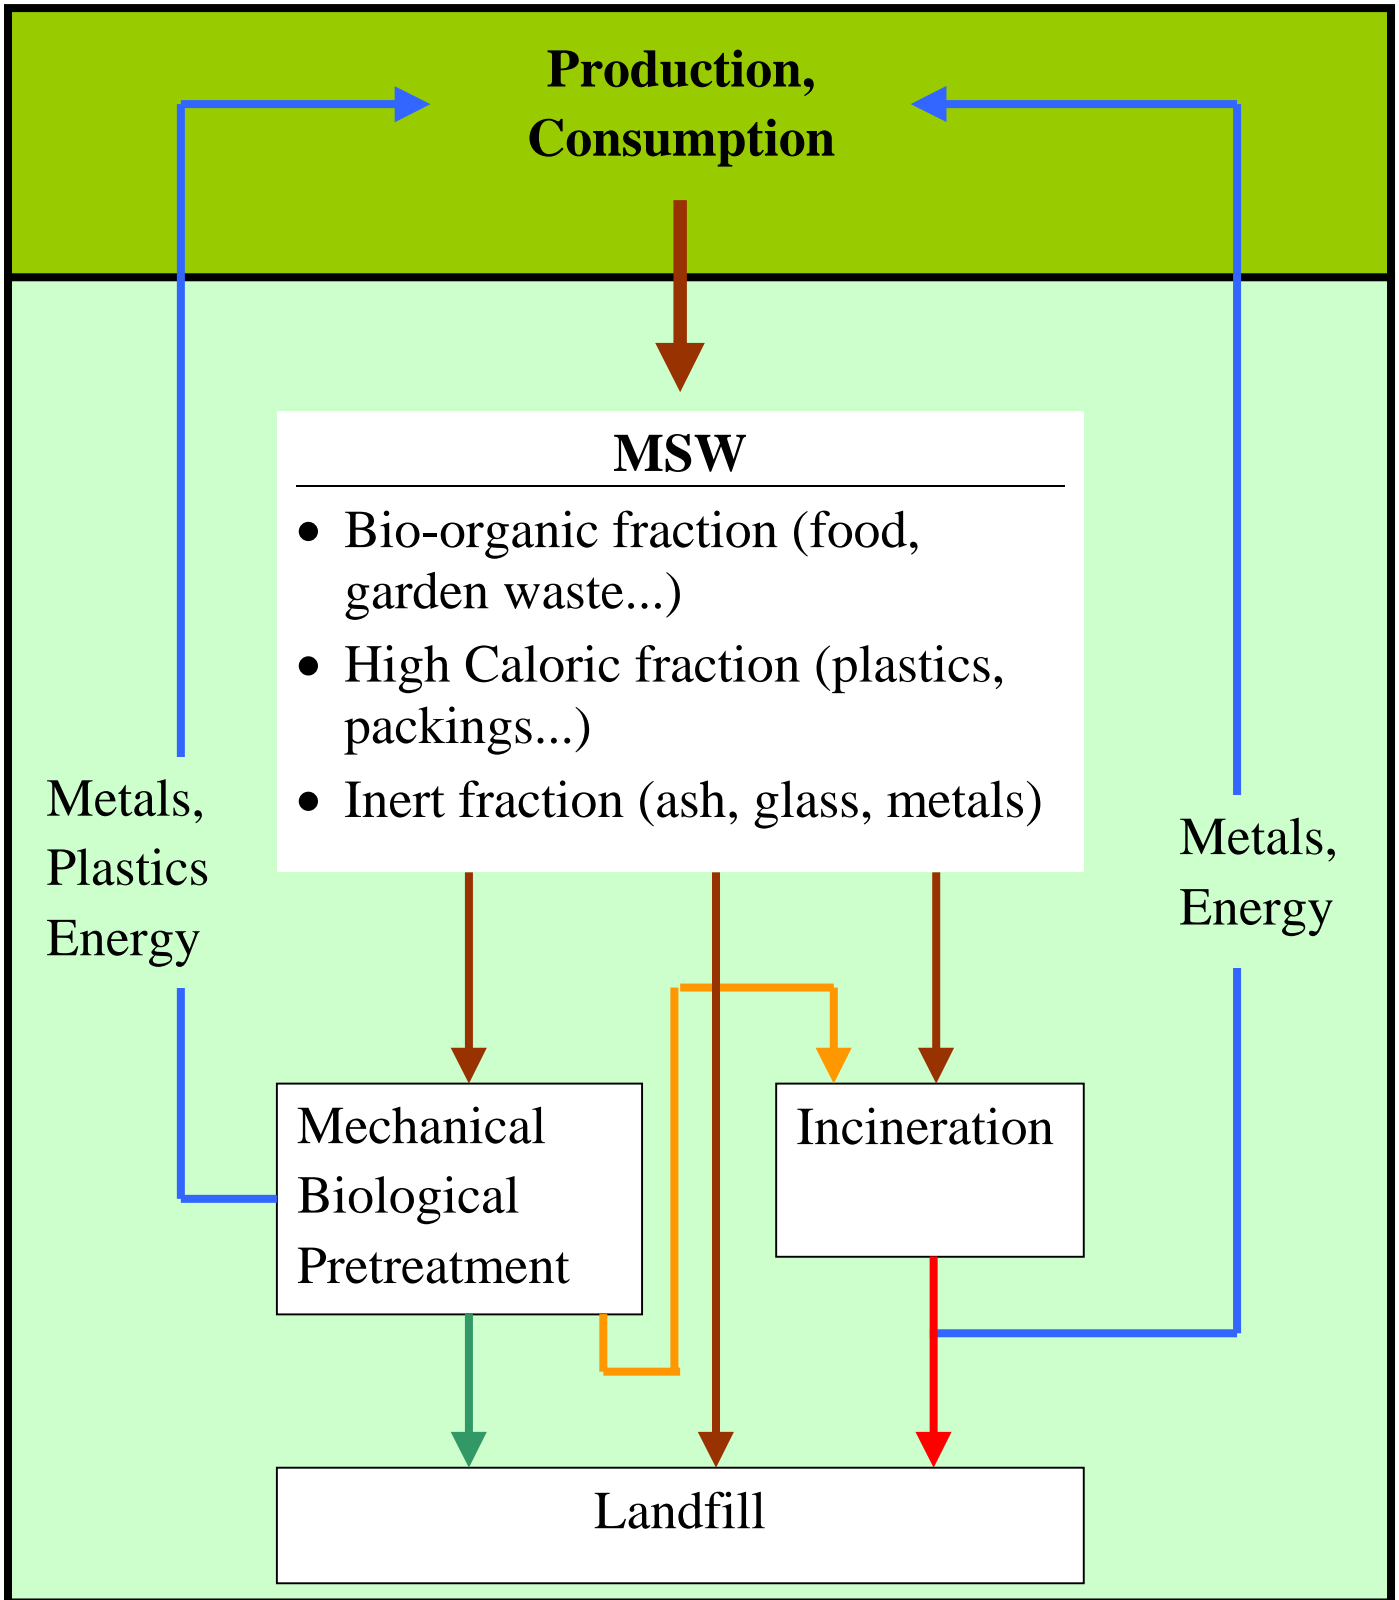 Production,
Consumption
MSW
• Bio-organic fraction (food,
garden waste...)
• High Caloric fraction (plastics,
packings...)
• Inert fraction (ash, glass, metals)
Metals,
Plastics
Energy
Metals,
Energy
Mechanical
Biological
Pretreatment
Incineration
Landfill